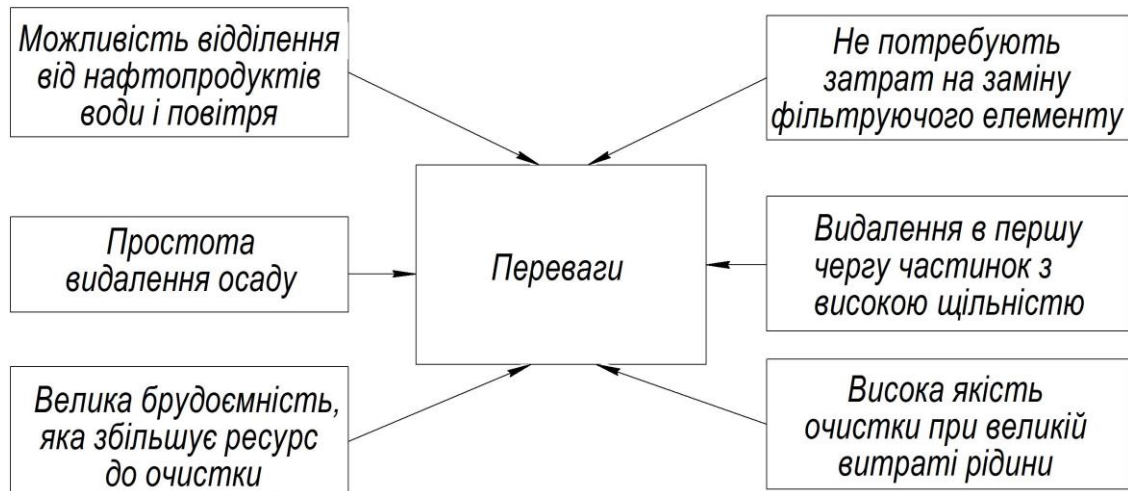 Можливість відділення
від нафтопродуктів
води і повітря
Не потребують
затрат на заміну
фільтруючого елементу
Простота
видалення осаду
Переваги
Видалення в першу
чергу частинок з
високою щільністю
Велика брудоємність,
яка збільшує ресурс
до очистки
Висока якість
очистки при великій
витраті рідини